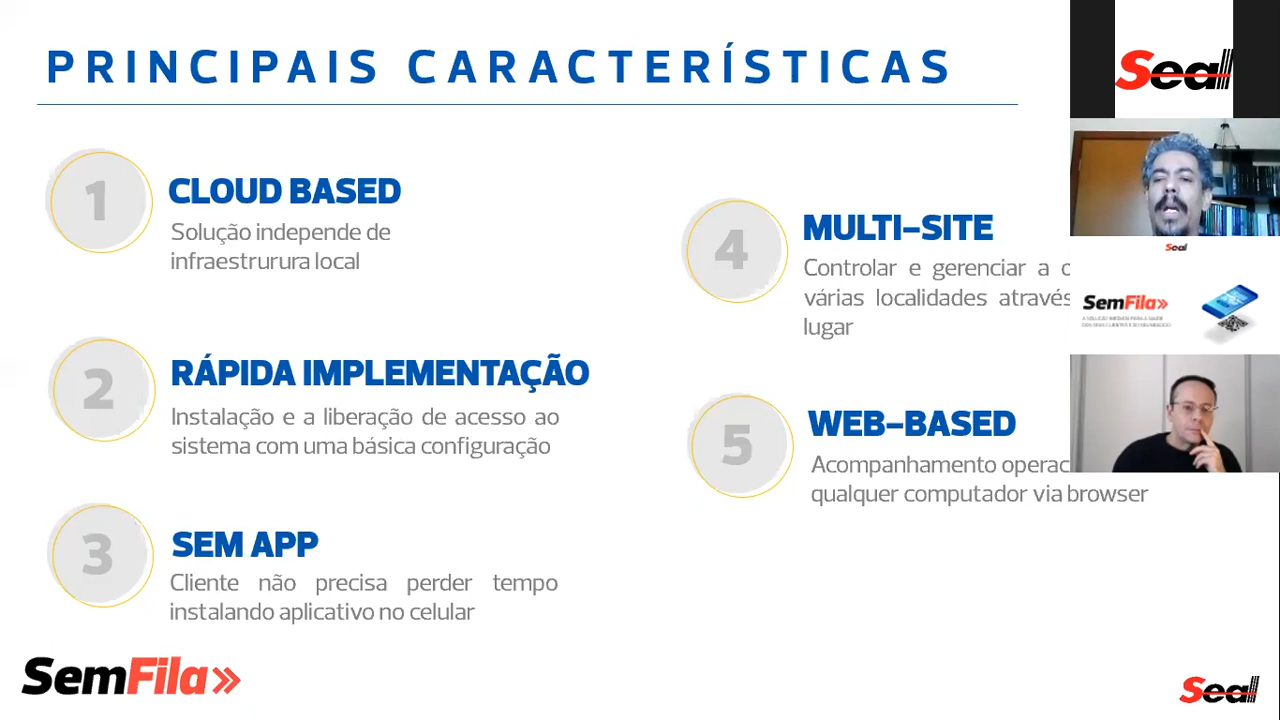 PRINCIPAIS CARACTERÍSTICAS
1
CLOUD BASED
Solução independe de
infraestrurura local
2
RÁPIDA IMPLEMENTAÇÃO
Instalação e a liberação de acesso ao
sistema com uma básica configuração
3
SEM APP
Cliente não precisa perder tempo
instalando aplicativo no celular
4
MULTI-SITE
Controlar e gerenciar a
várias localidades através
lugar
5
WEB-BASED
Acompanhamento
qualquer computador via browser
SemFila»
Seal
Seal
Seal
SemFila»